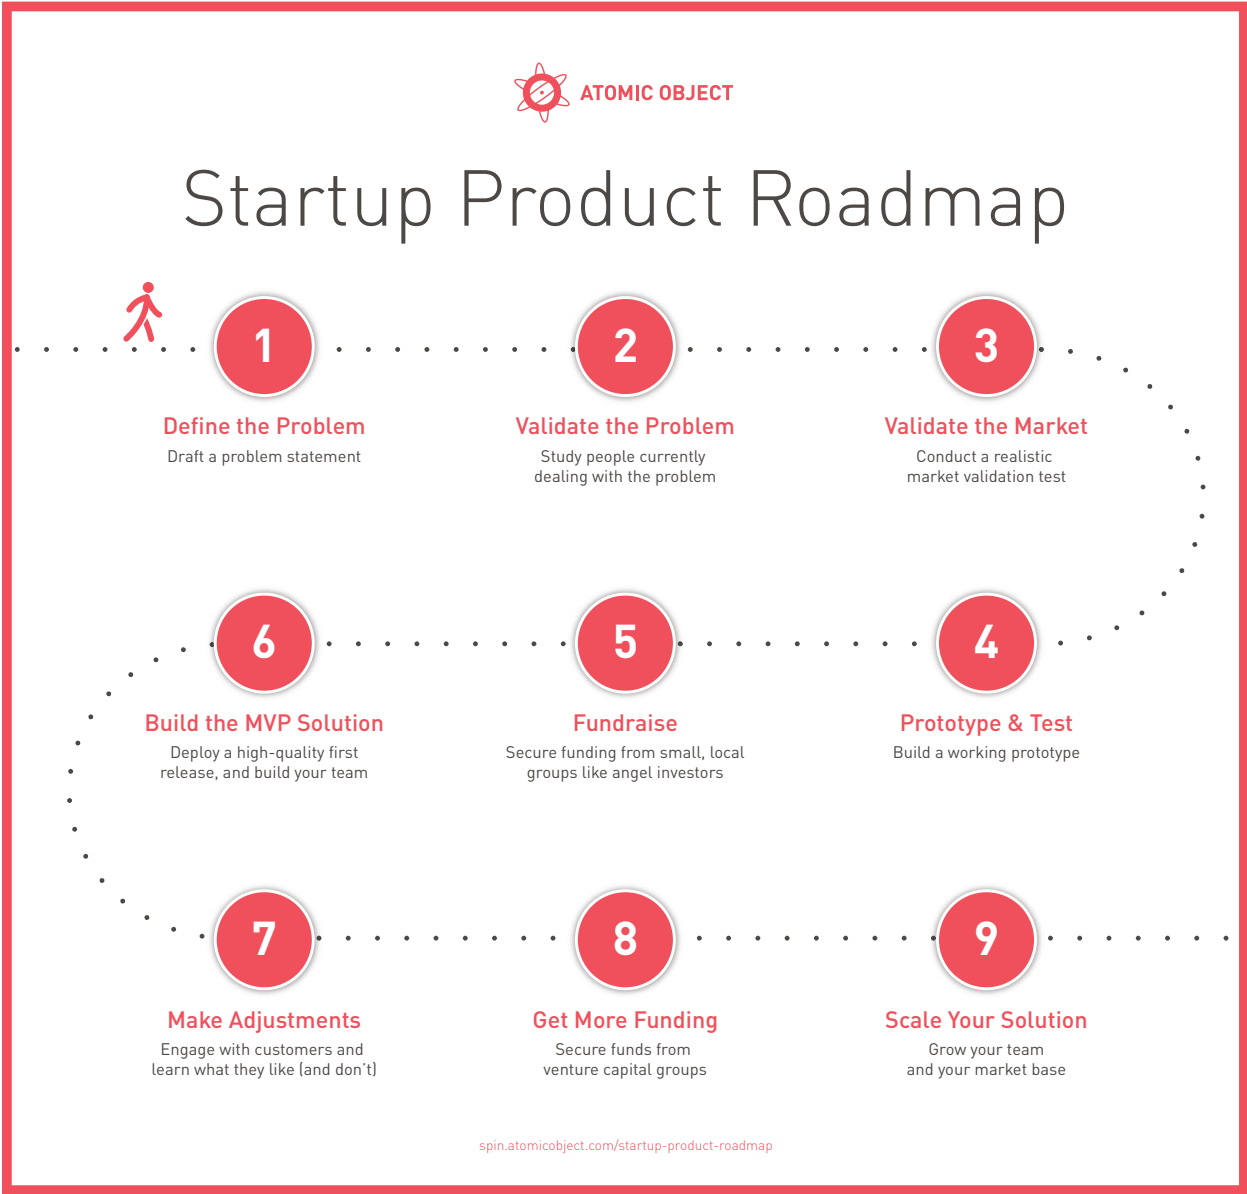 ATOMIC OBJECT
Startup Product Roadmap
1
Define the Problem
Draft a problem statement
2
Validate the Problem
Study people currently
dealing with the problem
3
Validate the Market
Conduct a realistic
market validation test
4
Prototype & Test
Build a working prototype
5
Fundraise
Secure funding from small, local
groups like angel investors
6
Build the MVP Solution
Deploy a high-quality first
release, and build your team
7
Make Adjustments
Engage with customers and
learn what they like (and don't)
8
Get More Funding
Secure funds from
venture capital groups
9
Scale Your Solution
Grow your team
and your market base
spin.atomicobject.com/startup-product-roadmap